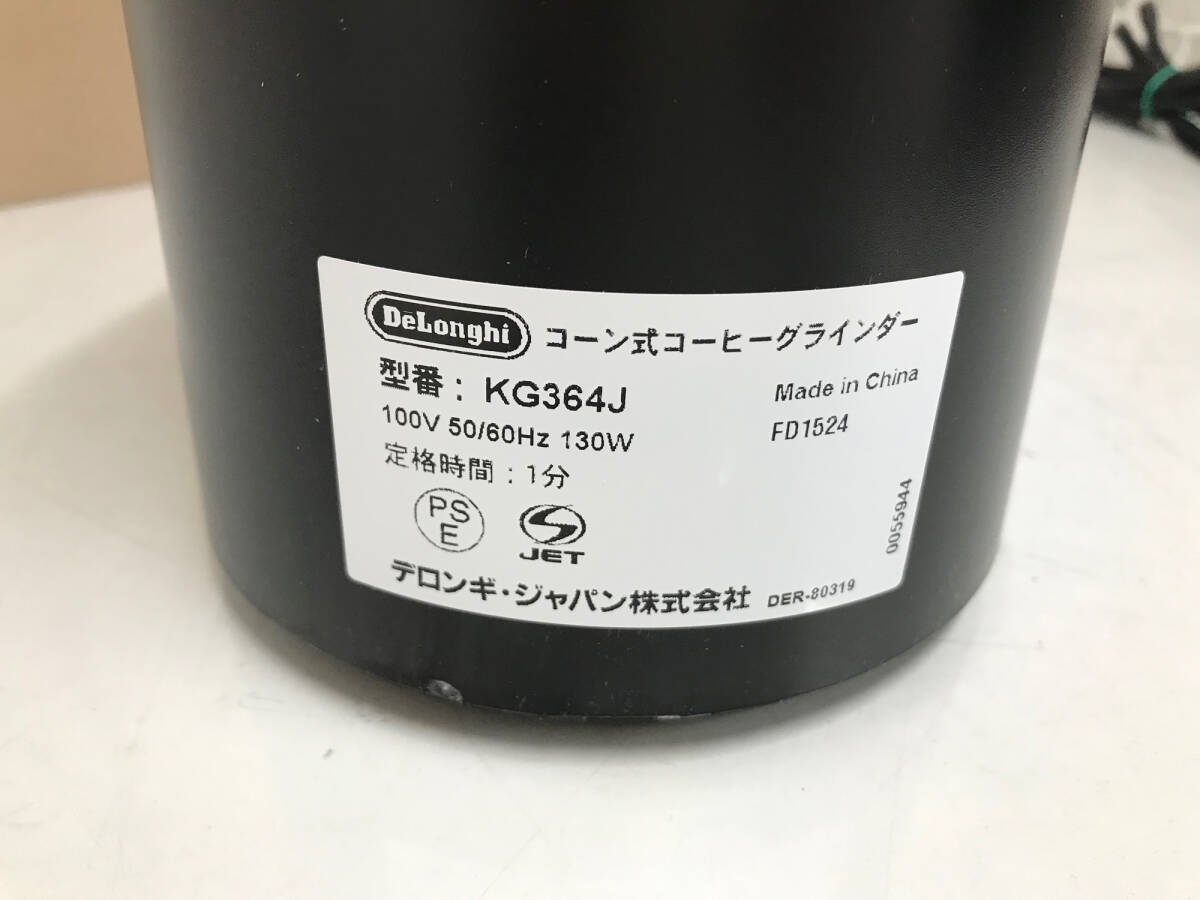 DeLonghi コーン式コーヒーグラインダー
型番：KG364J
Made in China
100V 50/60Hz 130W
FD1524
定格時間：1分
PS
E
JET
0055944
デロンギ・ジャパン株式会社 DER-80319